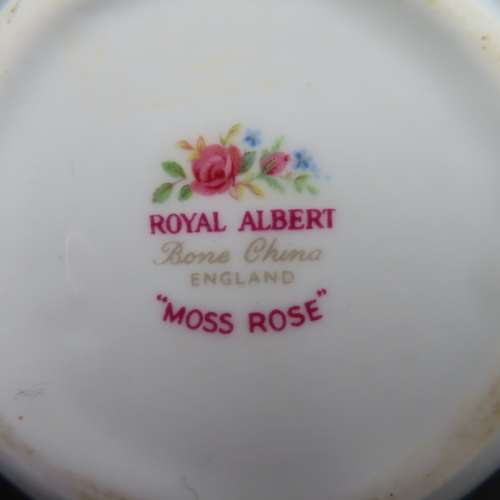 ROYAL ALBERT
Bone China
ENGLAND
"MOSS ROSE"